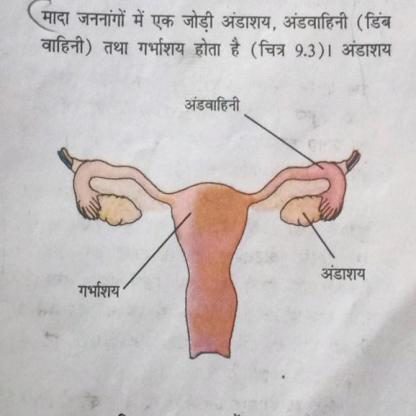 मादा जननांगों में एक जोड़ी अंडाशय, अंडवाहिनी (डिंब
वाहिनी) तथा गर्भाशय होता है (चित्र 9.3)। अंडाशय
अंडवाहिनी
अंडाशय
गर्भाशय